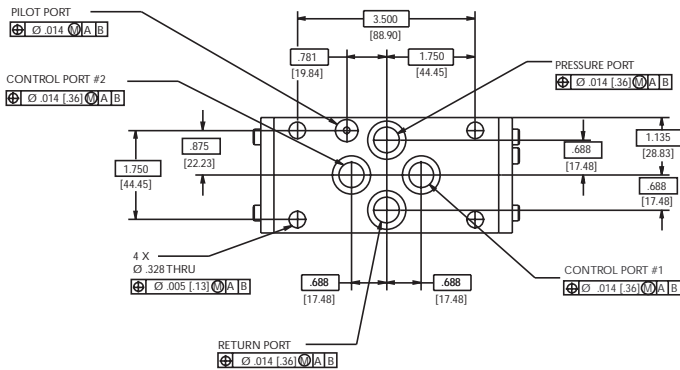 PILOT PORT
⌖ Ø .014 Ⓜ A B
3.500
[88.90]
.781
[19.84]
1.750
[44.45]
PRESSURE PORT
⌖ Ø .014 [.36] Ⓜ A B
CONTROL PORT #2
⌖ Ø .014 [.36] Ⓜ A B
.875
[22.23]
1.750
[44.45]
1.135
[28.83]
.688
[17.48]
.688
[17.48]
4 X
Ø .328 THRU
⌖ Ø .005 [.13] Ⓜ A B
.688
[17.48]
.688
[17.48]
CONTROL PORT #1
⌖ Ø .014 [.36] Ⓜ A B
RETURN PORT
⌖ Ø .014 [.36] Ⓜ A B